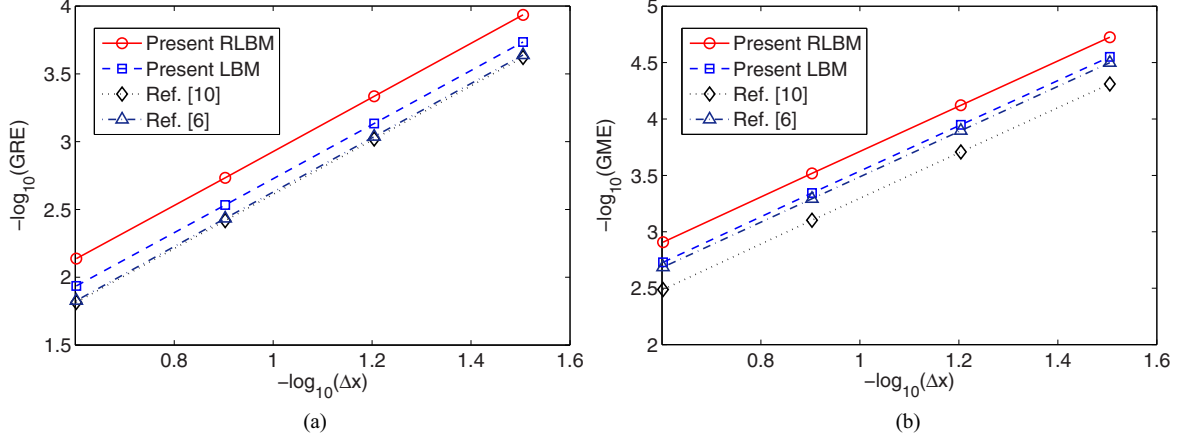 4
3.5
3
2.5
2
1.5
-log10(GRE)
Present RLBM
Present LBM
Ref. [10]
Ref. [6]
0.8
1
1.2
1.4
1.6
−log10(Δx)
(a)
5
4.5
4
3.5
3
2.5
2
-log10(GME)
Present RLBM
Present LBM
Ref. [10]
Ref. [6]
0.8
1
1.2
1.4
1.6
−log10(Δx)
(b)